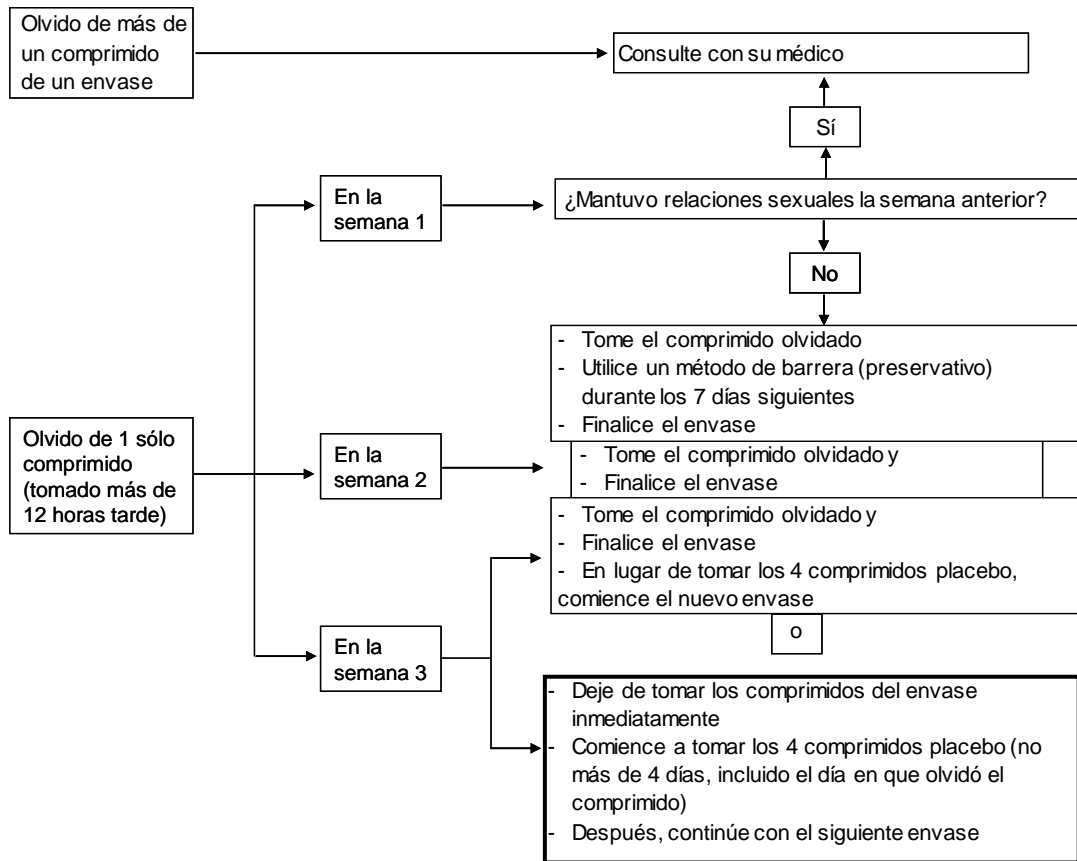 Olvido de más de
un comprimido
de un envase
Consulte con su médico
Sí
En la
semana 1
¿Mantuvo relaciones sexuales la semana anterior?
No
- Tome el comprimido olvidado
- Utilice un método de barrera (preservativo)
durante los 7 días siguientes
- Finalice el envase
Olvido de 1 sólo
comprimido
(tomado más de
12 horas tarde)
En la
semana 2
- Tome el comprimido olvidado y
- Finalice el envase
- Tome el comprimido olvidado y
- Finalice el envase
- En lugar de tomar los 4 comprimidos placebo,
comience el nuevo envase
o
En la
semana 3
- Deje de tomar los comprimidos del envase
inmediatamente
- Comience a tomar los 4 comprimidos placebo (no
más de 4 días, incluido el día en que olvidó el
comprimido)
- Después, continúe con el siguiente envase